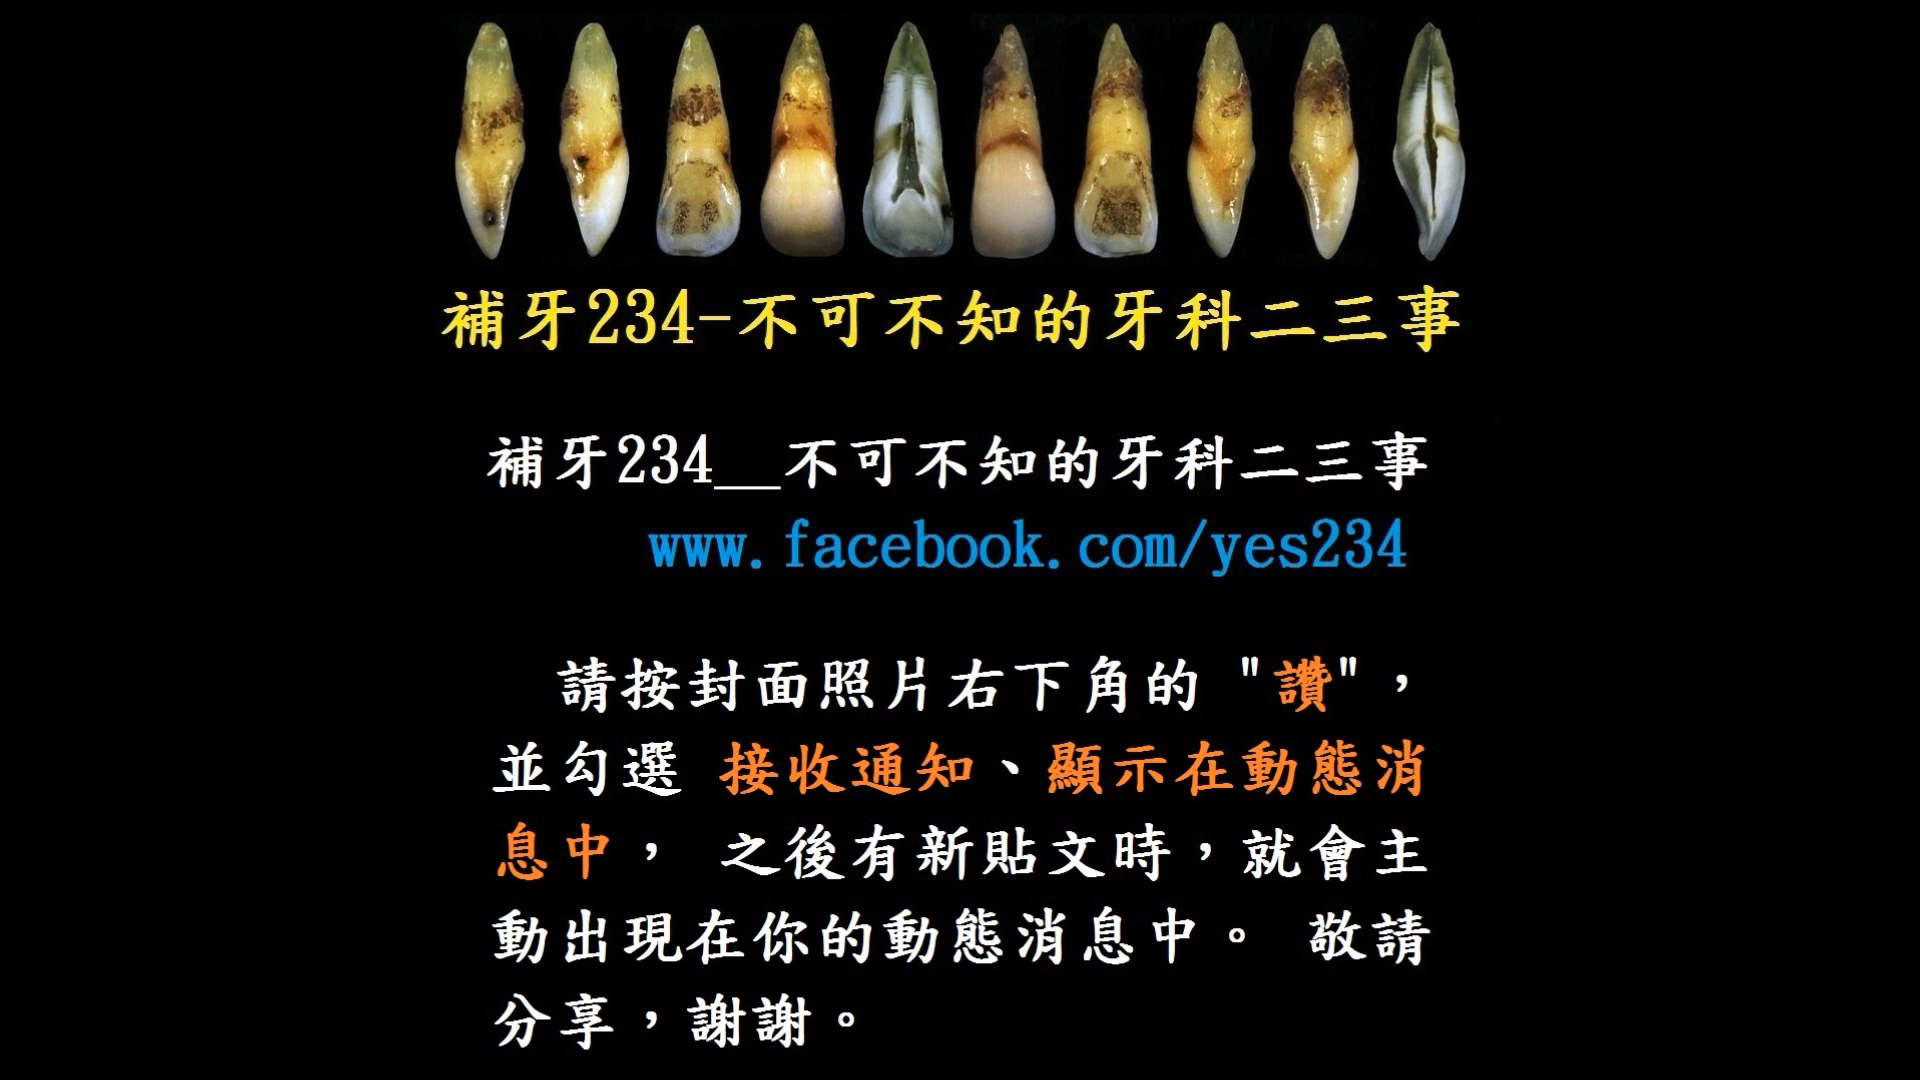 補牙234-不可不知的牙科二三事
補牙234__不可不知的牙科二三事
www.facebook.com/yes234
請按封面照片右下角的 "讚"，
並勾選 接收通知、顯示在動態消
息中， 之後有新貼文時，就會主
動出現在你的動態消息中。 敬請
分享，謝謝。